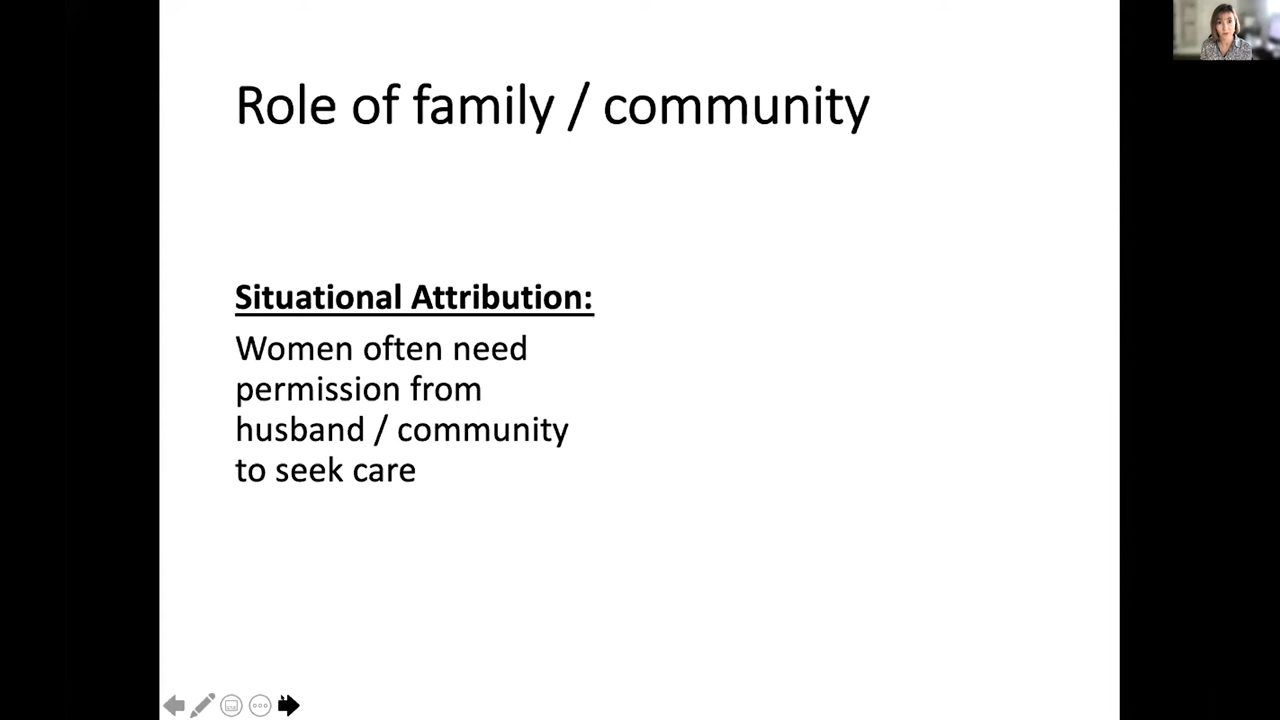 Role of family / community
Situational Attribution:
Women often need
permission from
husband / community
to seek care